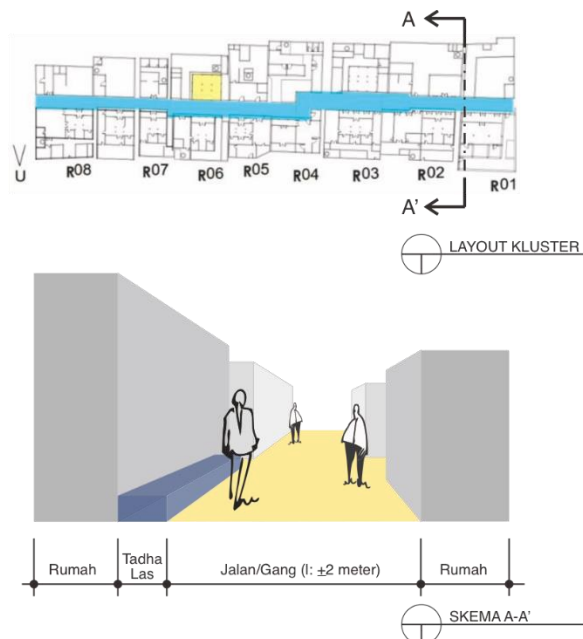 A
U
R08
R07
R06
R05
R04
R03
R02
R01
A'
LAYOUT KLUSTER
Rumah
Tadha
Las
Jalan/Gang (l: ±2 meter)
Rumah
SKEMA A-A'